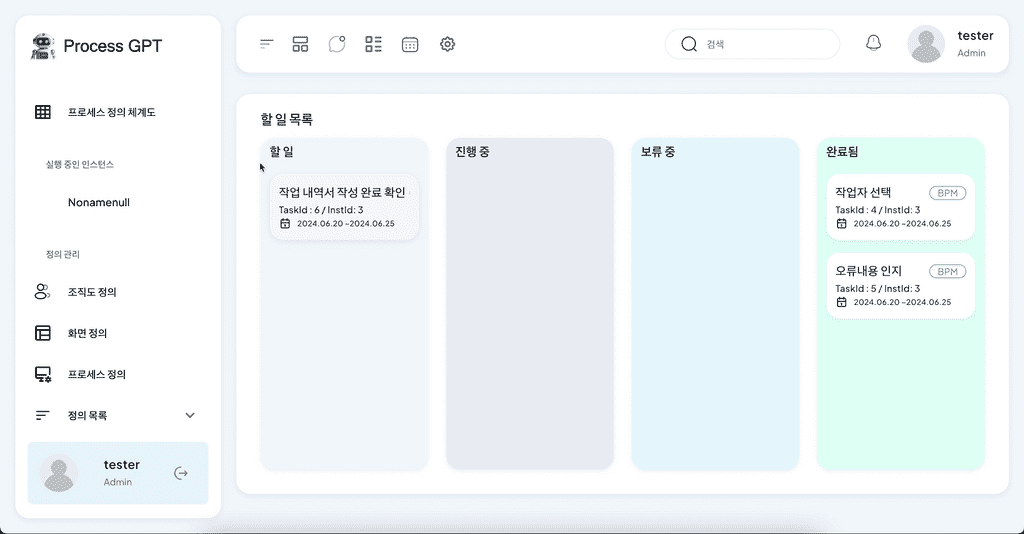 Process GPT
프로세스 정의 체계도
실행 중인 인스턴스
Nonamenull
정의 관리
조직도 정의
화면 정의
프로세스 정의
정의 목록
tester
Admin
검색
tester
Admin
할 일 목록
할 일
작업 내역서 작성 완료 확인
TaskId : 6 / InstId: 3
2024.06.20 ~2024.06.25
진행 중
보류 중
완료됨
작업자 선택 BPM
TaskId : 4 / InstId: 3
2024.06.20 ~2024.06.25
오류내용 인지 BPM
TaskId : 5 / InstId: 3
2024.06.20 ~2024.06.25